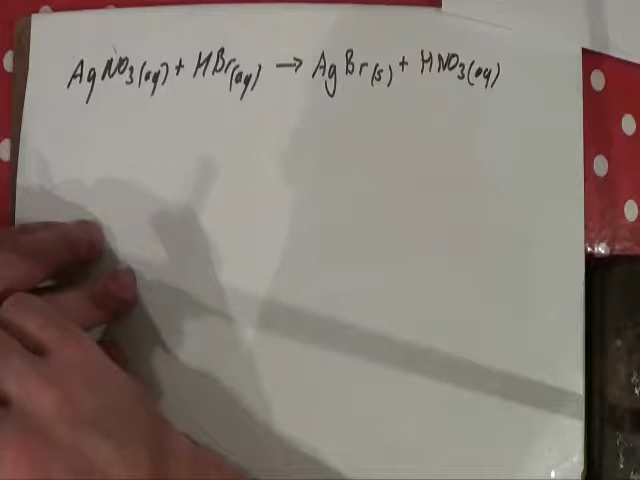 AgNO3(aq) + HBr(aq) → AgBr(s) + HNO3(aq)